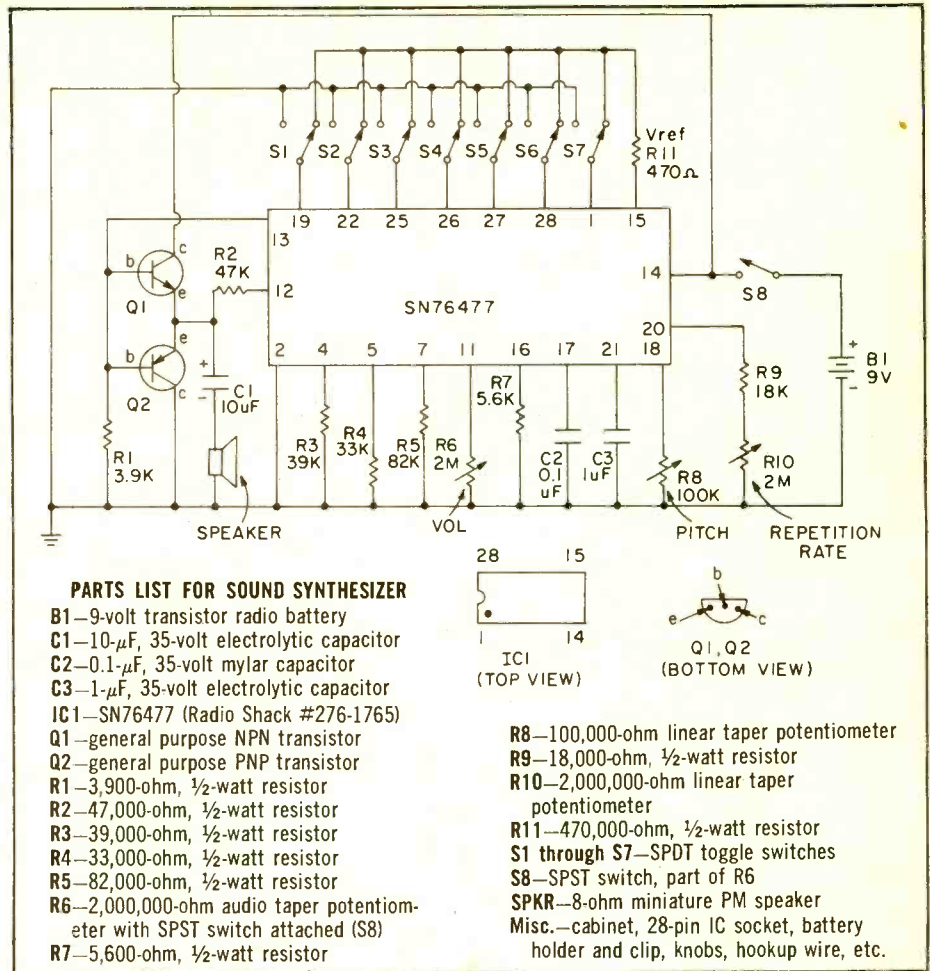 S1 S2 S3 S4 S5 S6 S7
Vref
R11
470Ω
19 22 25 26 27 28 1 15
13
b c
e
Q1
R2
47K
12
14
S8
SN76477
20
2 4 5 7 11 16 17 21 18
b e
c
Q2
+
C1
10uF
-
R1
3.9K
R3
39K
R4
33K
R5
82K
R6
2M
R7
5.6K
C2
0.1
uF
C3
1uF
R8
100K
R9
18K
R10
2M
+
B1
9V
-
SPEAKER
VOL
PITCH
REPETITION
RATE
28 15
1 14
IC1
(TOP VIEW)
b
e c
Q1,Q2
(BOTTOM VIEW)
PARTS LIST FOR SOUND SYNTHESIZER
B1—9-volt transistor radio battery
C1—10-μF, 35-volt electrolytic capacitor
C2—0.1-μF, 35-volt mylar capacitor
C3—1-μF, 35-volt electrolytic capacitor
IC1—SN76477 (Radio Shack #276-1765)
Q1—general purpose NPN transistor
Q2—general purpose PNP transistor
R1—3,900-ohm, ½-watt resistor
R2—47,000-ohm, ½-watt resistor
R3—39,000-ohm, ½-watt resistor
R4—33,000-ohm, ½-watt resistor
R5—82,000-ohm, ½-watt resistor
R6—2,000,000-ohm audio taper potentiom-
eter with SPST switch attached (S8)
R7—5,600-ohm, ½-watt resistor
R8—100,000-ohm linear taper potentiometer
R9—18,000-ohm, ½-watt resistor
R10—2,000,000-ohm linear taper
potentiometer
R11—470,000-ohm, ½-watt resistor
S1 through S7—SPDT toggle switches
S8—SPST switch, part of R6
SPKR—8-ohm miniature PM speaker
Misc.—cabinet, 28-pin IC socket, battery
holder and clip, knobs, hookup wire, etc.